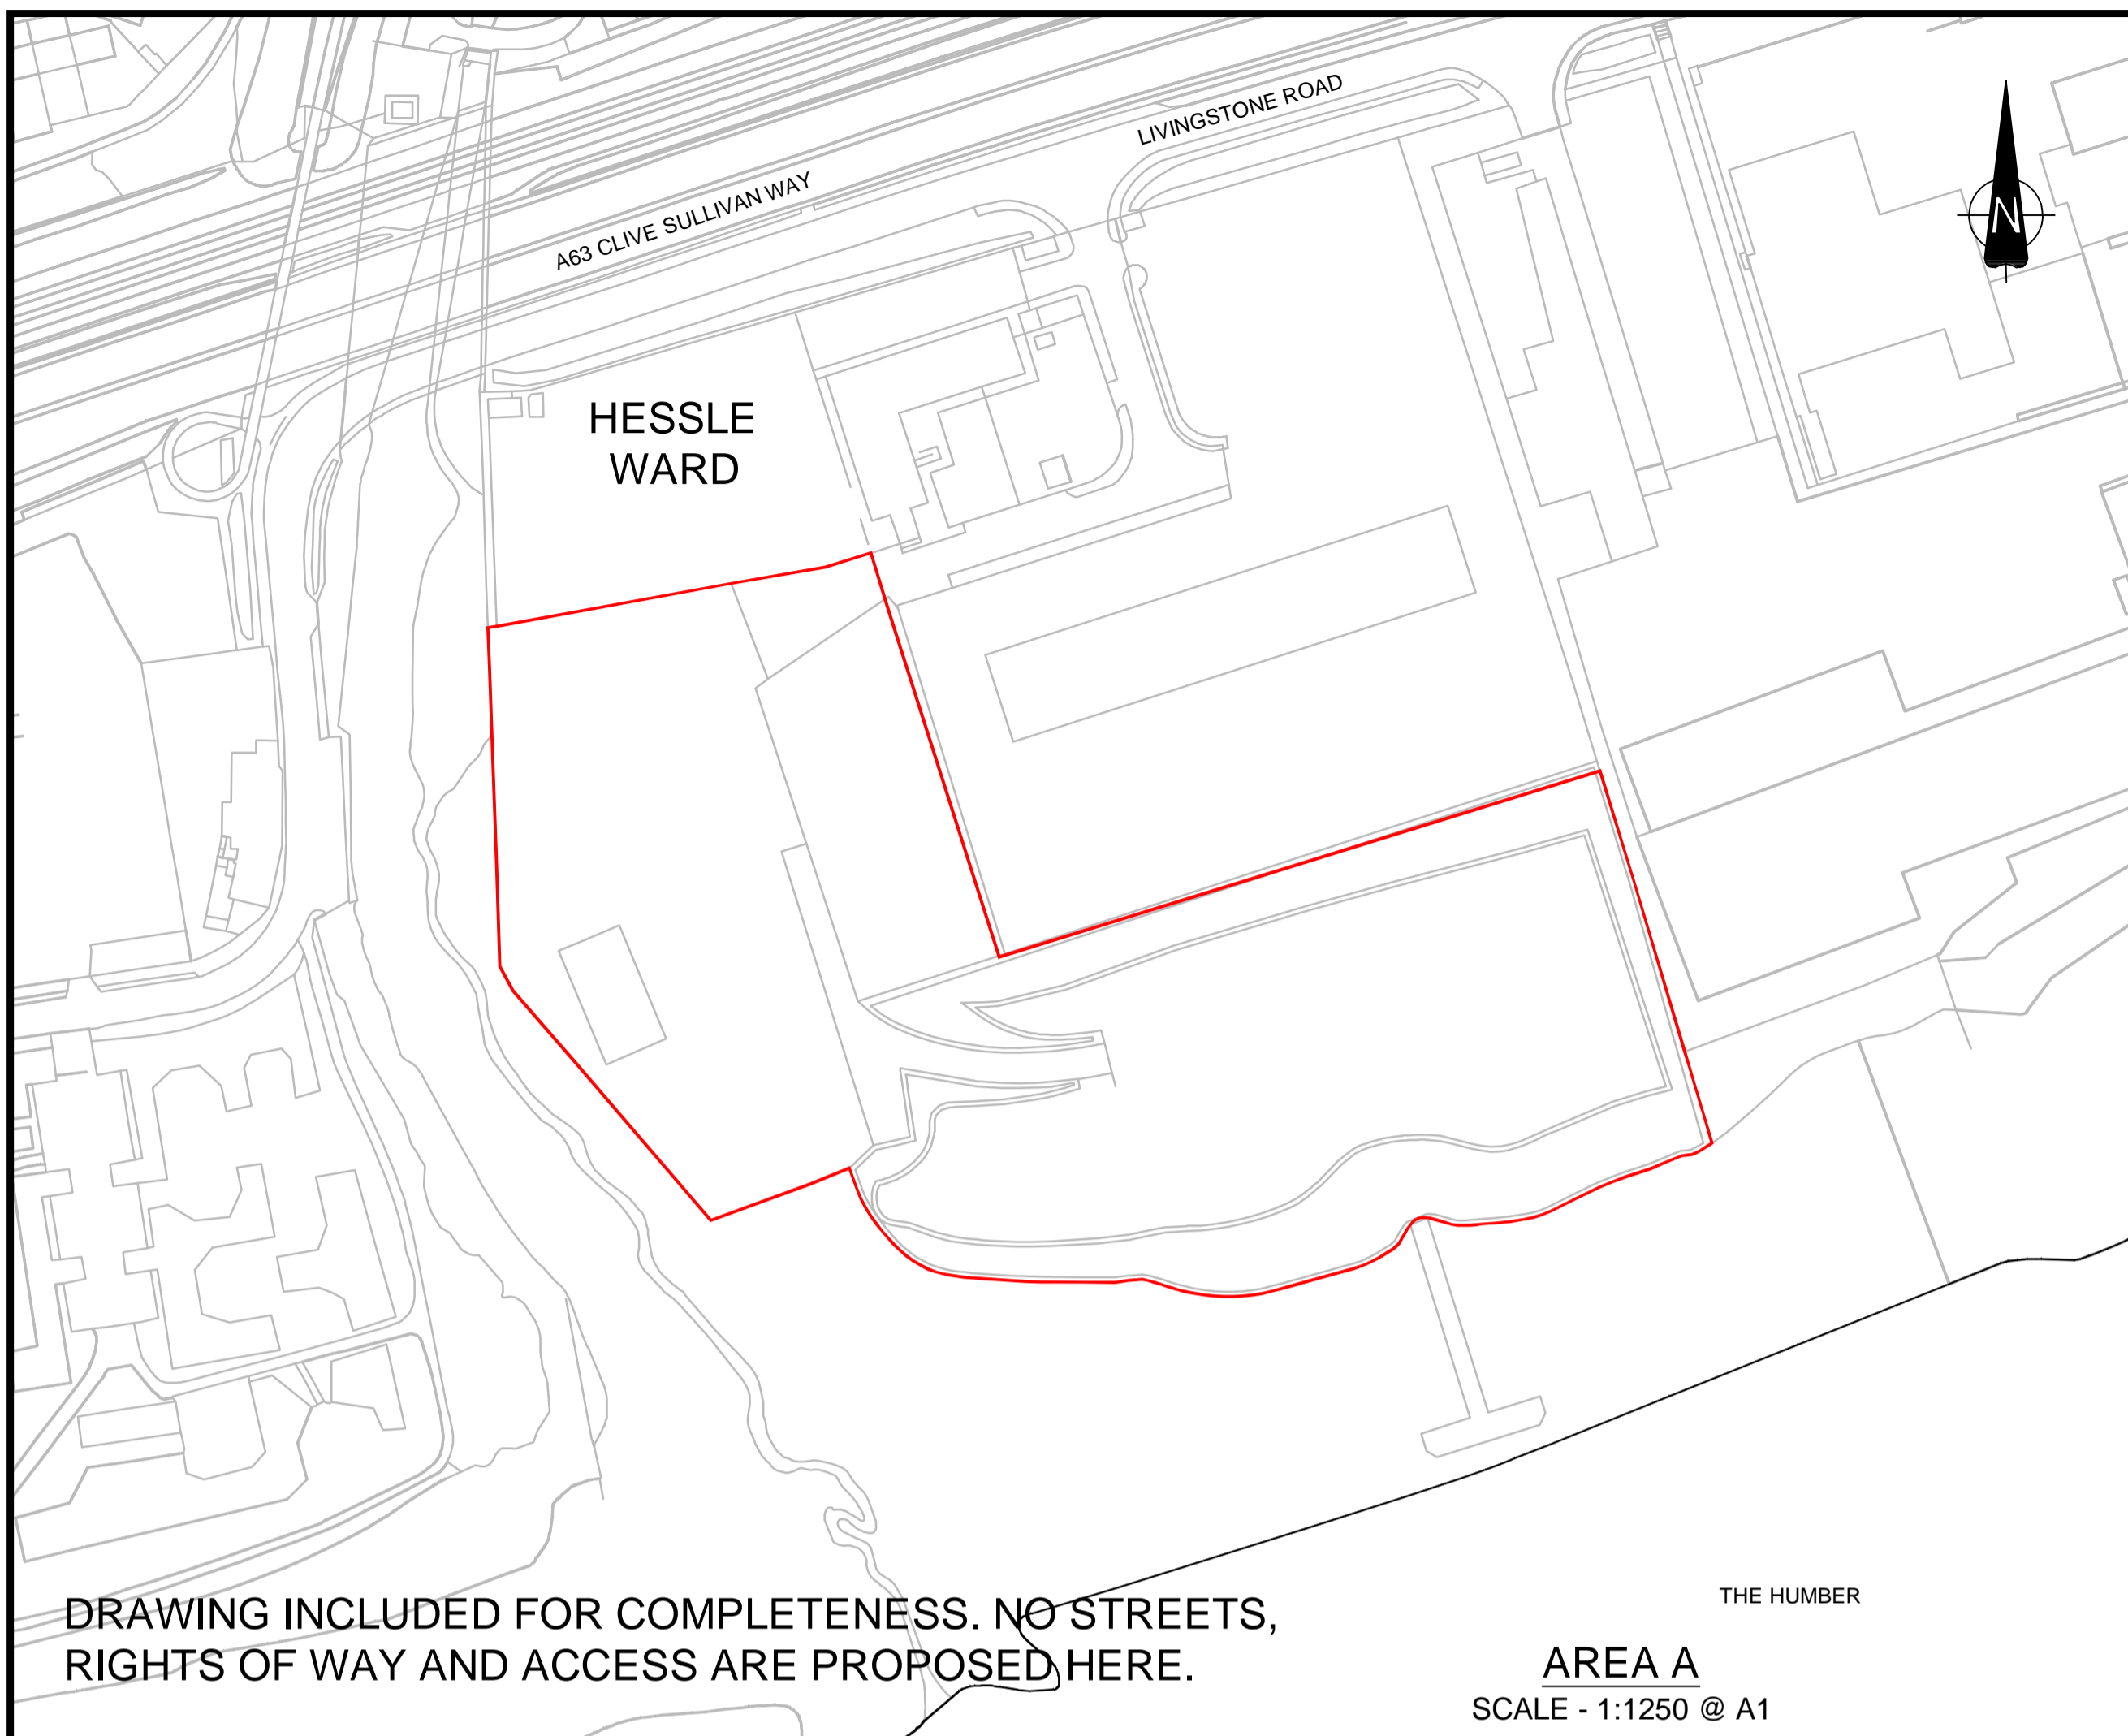 LIVINGSTONE ROAD
A63 CLIVE SULLIVAN WAY
N
HESSLE
WARD
THE HUMBER
DRAWING INCLUDED FOR COMPLETENESS. NO STREETS,
RIGHTS OF WAY AND ACCESS ARE PROPOSED HERE.
AREA A
SCALE - 1:1250 @ A1